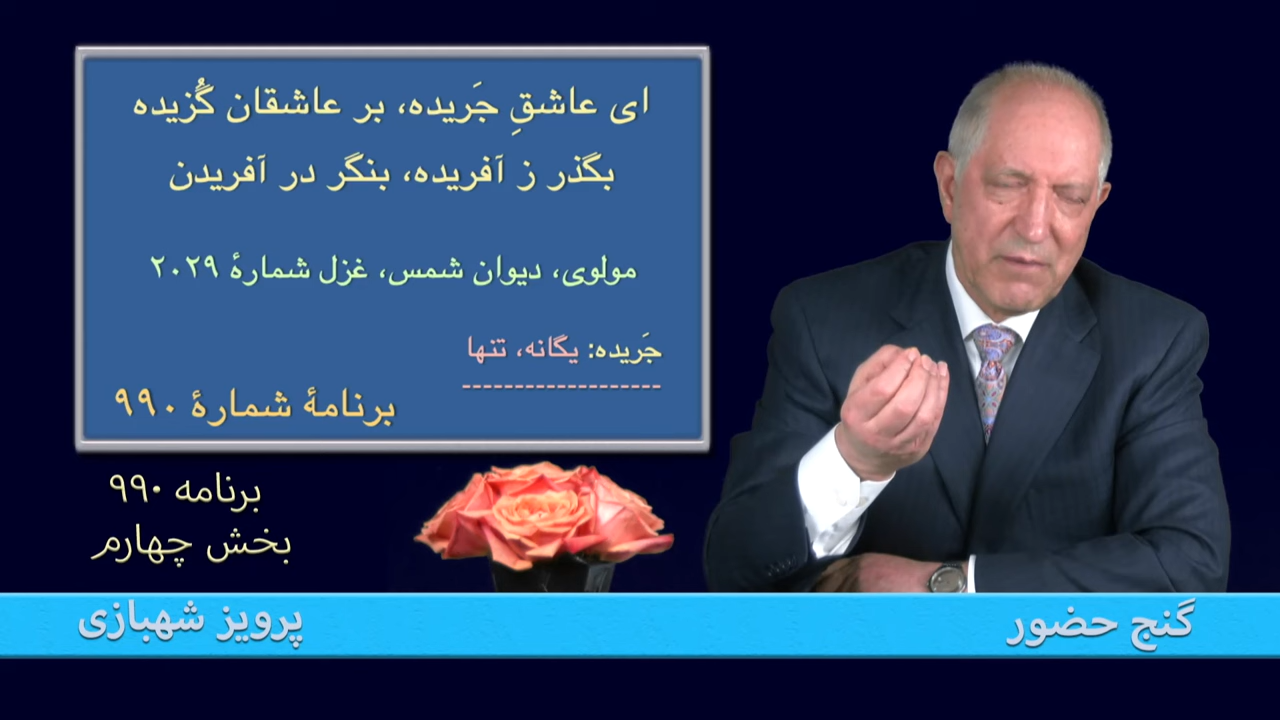 ای عاشقِ جَریده، بر عاشقان گُزیده
بگذر ز آفریده، بنگر در آفریدن
مولوی، دیوان شمس، غزل شمارهٔ ۲۰۲۹
جَریده: یگانه، تنها
-------------------
برنامهٔ شمارهٔ ۹۹۰
برنامه ۹۹۰
بخش چهارم
گنج حضور
پرویز شهبازی